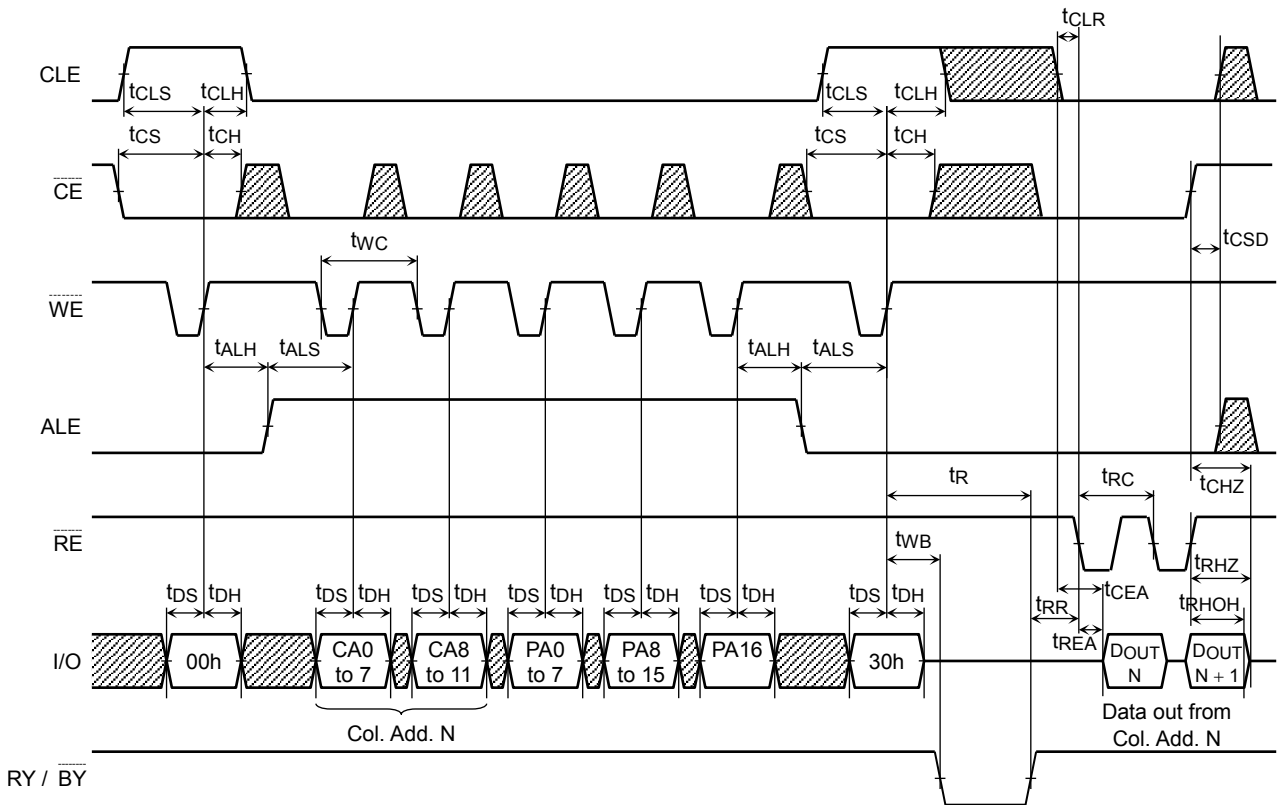 tCLR
CLE
tCLS tCLH tCLS tCLH
tCS tCH tCS tCH
CE
tWC tCSD
WE
tALH tALS tALH tALS
ALE
tR tRC tCHZ
RE
tWB tRHZ
tDS tDH tDS tDH tDS tDH tDS tDH tDS tDH tDS tDH tDS tDH tCEA
tRR tRHOH
tREA
I/O
00h
CA0
to 7
CA8
to 11
PA0
to 7
PA8
to 15
PA16
30h
DOUT
N
DOUT
N + 1
Col. Add. N
Data out from
Col. Add. N
RY / BY